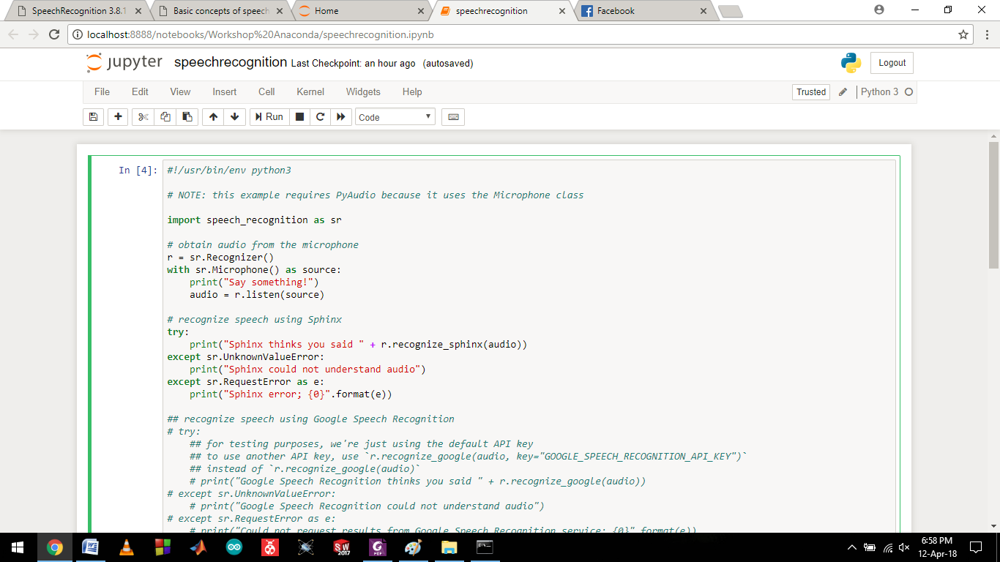 SpeechRecognition 3.8.1
Basic concepts of speech
Home
speechrecognition
Facebook
localhost:8888/notebooks/Workshop%20Anaconda/speechrecognition.ipynb
jupyter speechrecognition Last Checkpoint: an hour ago (autosaved)
Logout
File Edit View Insert Cell Kernel Widgets Help
Trusted
Python 3
Run
Code
In [4]:
#!/usr/bin/env python3
# NOTE: this example requires PyAudio because it uses the Microphone class
import speech_recognition as sr
# obtain audio from the microphone
r = sr.Recognizer()
with sr.Microphone() as source:
    print("Say something!")
    audio = r.listen(source)
# recognize speech using Sphinx
try:
    print("Sphinx thinks you said " + r.recognize_sphinx(audio))
except sr.UnknownValueError:
    print("Sphinx could not understand audio")
except sr.RequestError as e:
    print("Sphinx error; {0}".format(e))
## recognize speech using Google Speech Recognition
# try:
    ## for testing purposes, we're just using the default API key
    ## to use another API key, use `r.recognize_google(audio, key="GOOGLE_SPEECH_RECOGNITION_API_KEY")`
    ## instead of `r.recognize_google(audio)`
    # print("Google Speech Recognition thinks you said " + r.recognize_google(audio))
# except sr.UnknownValueError:
    # print("Google Speech Recognition could not understand audio")
# except sr.RequestError as e:
    # print("Could not request results from Google Speech Recognition service; {0}".format(e))
SW
2017
PDF
6:58 PM
12-Apr-18